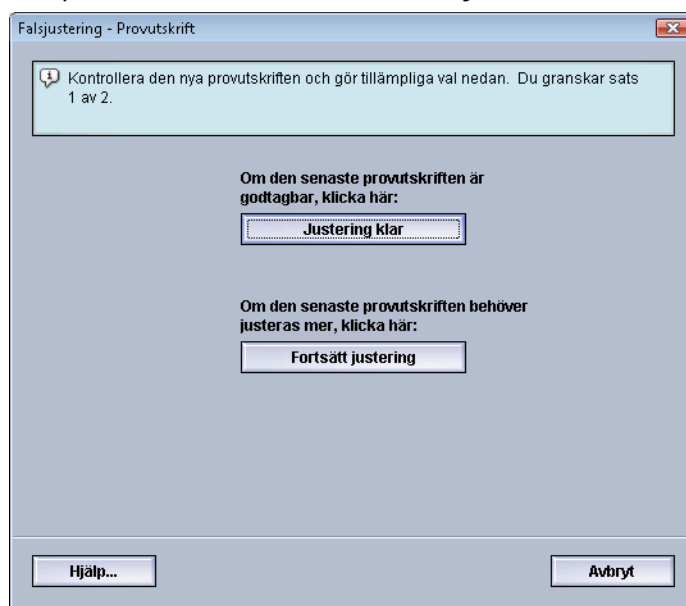 Falsjustering - Provutskrift
Kontrollera den nya provutskriften och gör tillämpliga val nedan. Du granskar sats
1 av 2.
Om den senaste provutskriften är
godtagbar, klicka här:
Justering klar
Om den senaste provutskriften behöver
justeras mer, klicka här:
Fortsätt justering
Hjälp...
Avbryt